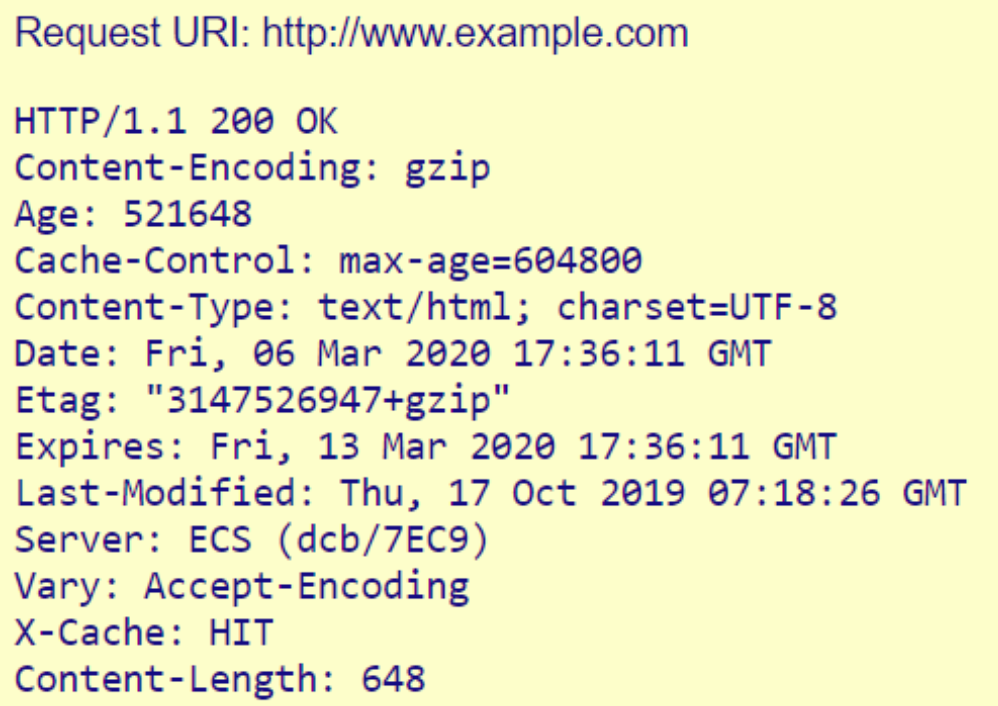 Request URI: http://www.example.com
HTTP/1.1 200 OK
Content-Encoding: gzip
Age: 521648
Cache-Control: max-age=604800
Content-Type: text/html; charset=UTF-8
Date: Fri, 06 Mar 2020 17:36:11 GMT
Etag: "3147526947+gzip"
Expires: Fri, 13 Mar 2020 17:36:11 GMT
Last-Modified: Thu, 17 Oct 2019 07:18:26 GMT
Server: ECS (dcb/7EC9)
Vary: Accept-Encoding
X-Cache: HIT
Content-Length: 648